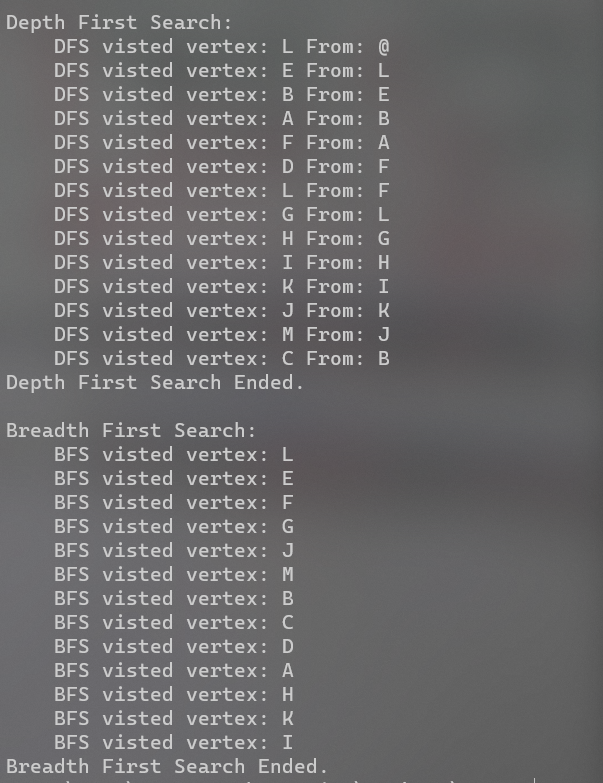 Depth First Search:
DFS visted vertex: L From: @
DFS visted vertex: E From: L
DFS visted vertex: B From: E
DFS visted vertex: A From: B
DFS visted vertex: F From: A
DFS visted vertex: D From: F
DFS visted vertex: L From: F
DFS visted vertex: G From: L
DFS visted vertex: H From: G
DFS visted vertex: I From: H
DFS visted vertex: K From: I
DFS visted vertex: J From: K
DFS visted vertex: M From: J
DFS visted vertex: C From: B
Depth First Search Ended.
Breadth First Search:
BFS visted vertex: L
BFS visted vertex: E
BFS visted vertex: F
BFS visted vertex: G
BFS visted vertex: J
BFS visted vertex: M
BFS visted vertex: B
BFS visted vertex: C
BFS visted vertex: D
BFS visted vertex: A
BFS visted vertex: H
BFS visted vertex: K
BFS visted vertex: I
Breadth First Search Ended.